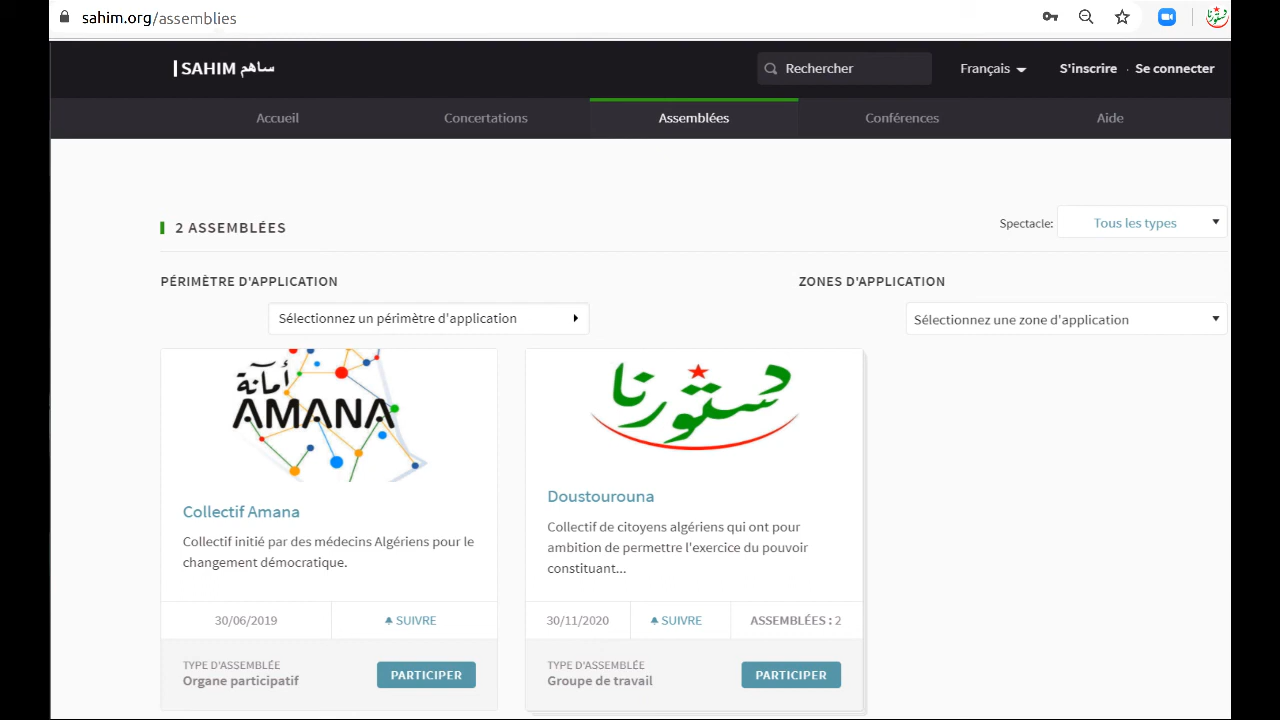 sahim.org/assemblies
SAHIM ساهم
Rechercher
Français
S'inscrire · Se connecter
Accueil
Concertations
Assemblées
Conférences
Aide
2 ASSEMBLÉES
Spectacle:
Tous les types
PÉRIMÈTRE D'APPLICATION
Sélectionnez un périmètre d'application
ZONES D'APPLICATION
Sélectionnez une zone d'application
أمانة
AMANA
Collectif Amana
Collectif initié par des médecins Algériens pour le
changement démocratique.
30/06/2019
SUIVRE
TYPE D'ASSEMBLÉE
Organe participatif
PARTICIPER
دستورنا
Doustourouna
Collectif de citoyens algériens qui ont pour
ambition de permettre l'exercice du pouvoir
constituant...
30/11/2020
SUIVRE
ASSEMBLÉES : 2
TYPE D'ASSEMBLÉE
Groupe de travail
PARTICIPER